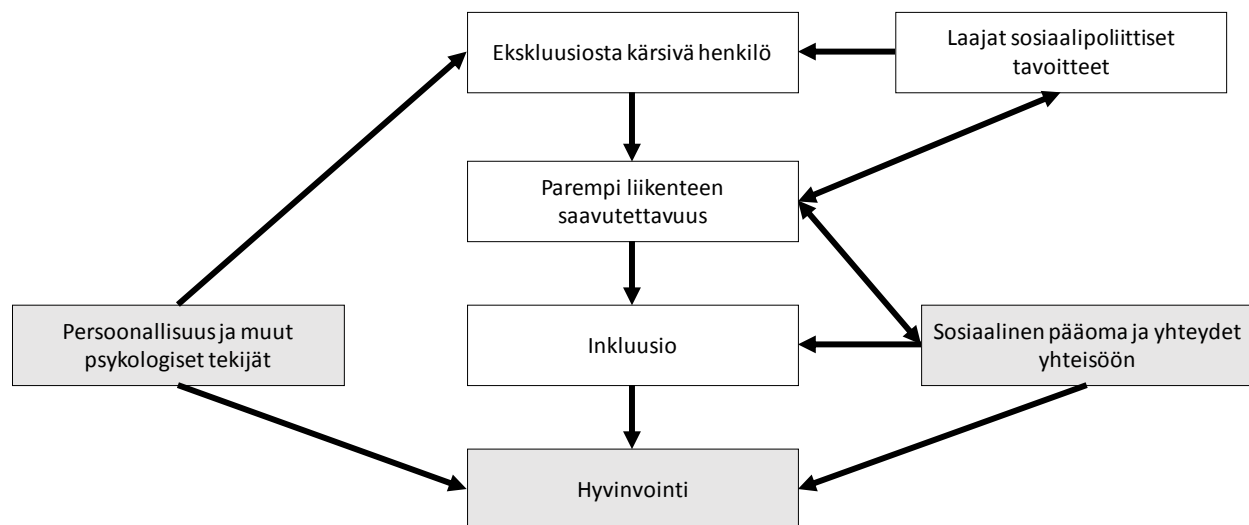 Ekskluusiosta kärsivä henkilö
Laajat sosiaalipoliittiset
tavoitteet
Parempi liikenteen
saavutettavuus
Persoonallisuus ja muut
psykologiset tekijät
Inkluusio
Sosiaalinen pääoma ja yhteydet
yhteisöön
Hyvinvointi